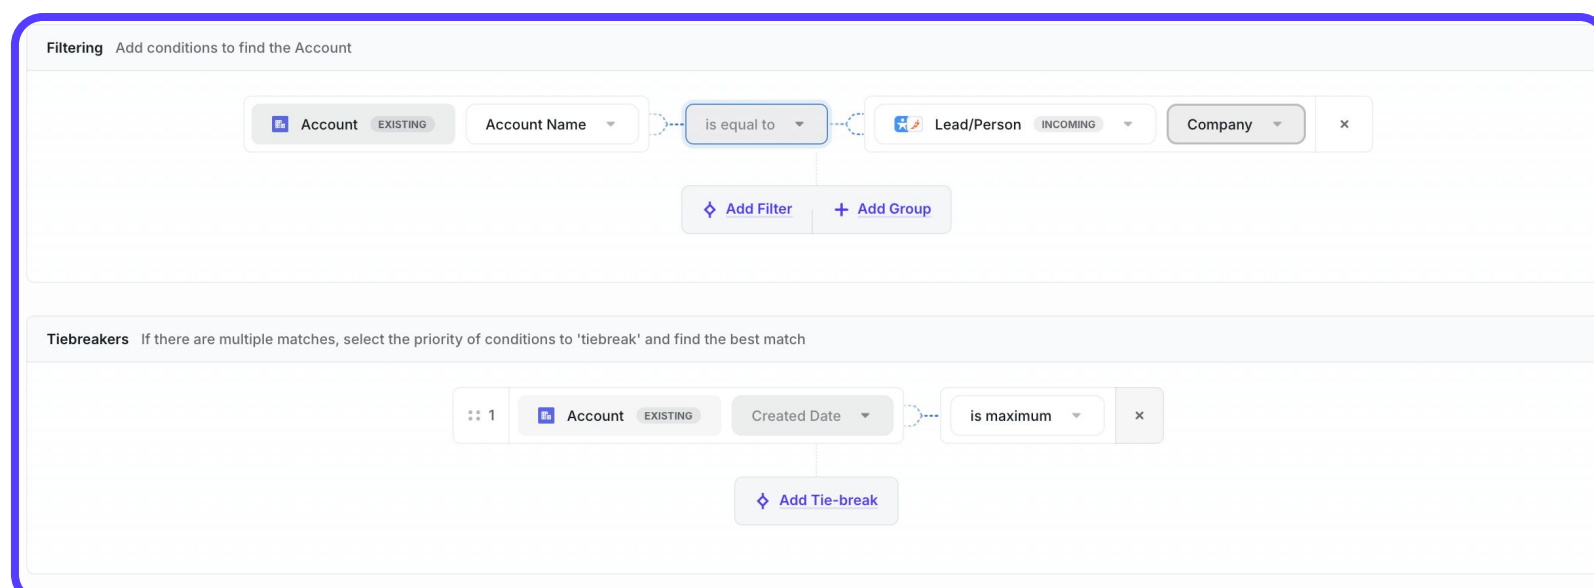 Filtering Add conditions to find the Account
Account EXISTING Account Name is equal to Lead/Person INCOMING Company ×
Add Filter + Add Group
Tiebreakers If there are multiple matches, select the priority of conditions to 'tiebreak' and find the best match
1 Account EXISTING Created Date is maximum ×
Add Tie-break